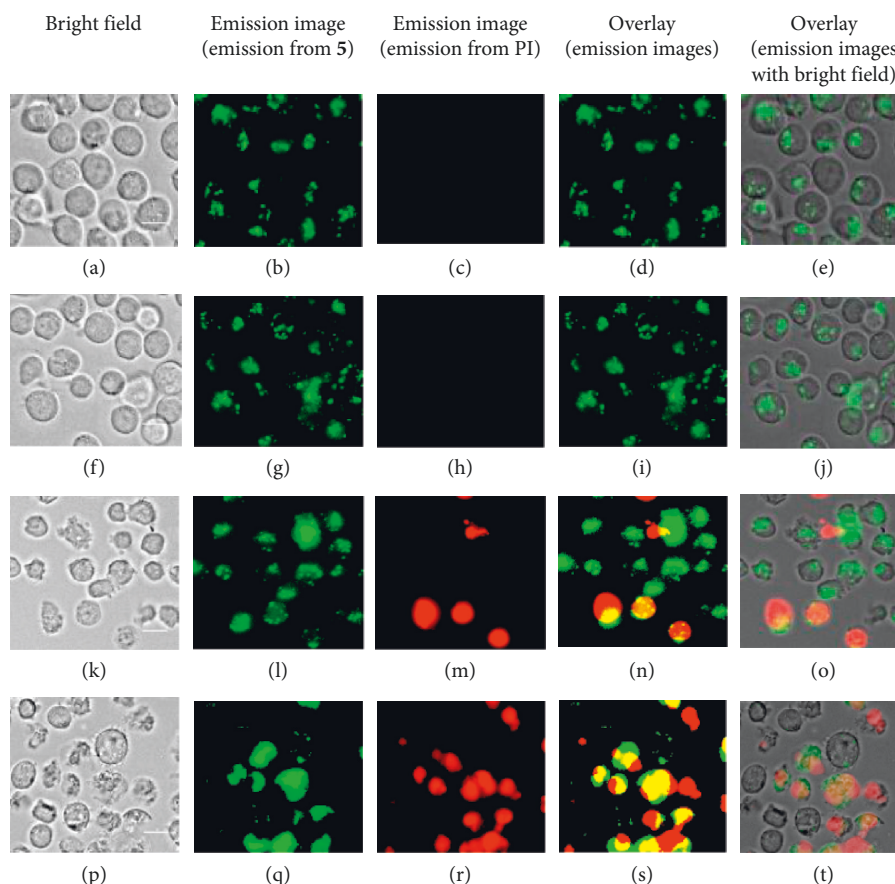 Bright field
Emission image
(emission from 5)
Emission image
(emission from PI)
Overlay
(emission images)
Overlay
(emission images
with bright field)
(a)
(b)
(c)
(d)
(e)
(f)
(g)
(h)
(i)
(j)
(k)
(l)
(m)
(n)
(o)
(p)
(q)
(r)
(s)
(t)